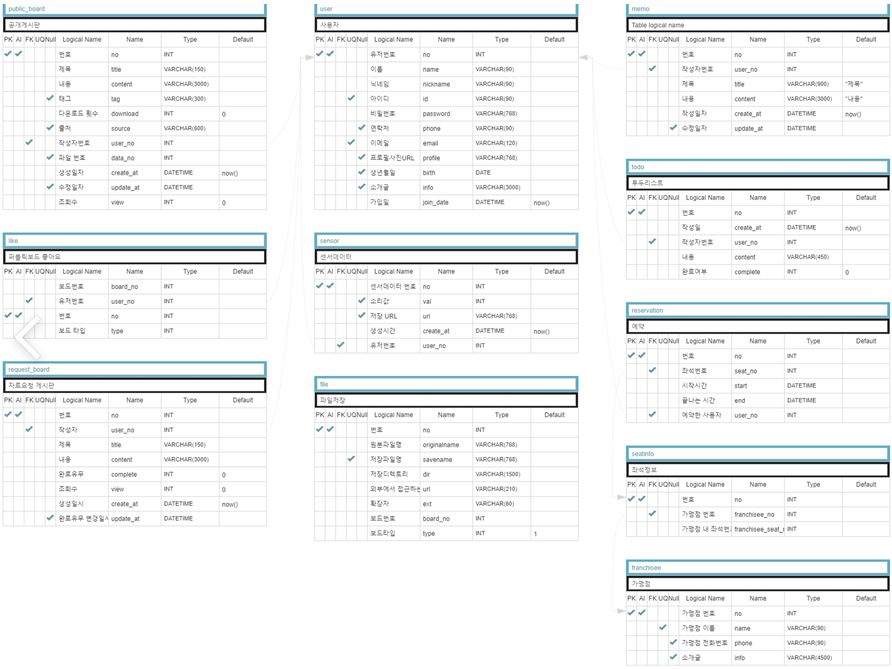 public_board
공개게시판
PK AI FK UQ Null Logical Name Name Type Default
번호 no INT
제목 title VARCHAR(150)
내용 content VARCHAR(3000)
태그 tag VARCHAR(300)
다운로드 횟수 download INT 0
출처 source VARCHAR(600)
작성자번호 user_no INT
파일 번호 data_no INT
생성일자 create_at DATETIME now()
수정일자 update_at DATETIME
조회수 view INT 0
like
퍼블릭보드 좋아요
PK AI FK UQ Null Logical Name Name Type Default
보드번호 board_no INT
유저번호 user_no INT
번호 no INT
보드 타입 type INT
request_board
자료요청 게시판
PK AI FK UQ Null Logical Name Name Type Default
번호 no INT
작성자 user_no INT
제목 title VARCHAR(150)
내용 content VARCHAR(3000)
완료유무 complete INT 0
조회수 view INT 0
생성일시 create_at DATETIME now()
완료유무 변경일시 update_at DATETIME
user
사용자
PK AI FK UQ Null Logical Name Name Type Default
유저번호 no INT
이름 name VARCHAR(90)
닉네임 nickname VARCHAR(90)
아이디 id VARCHAR(90)
비밀번호 password VARCHAR(768)
연락처 phone VARCHAR(90)
이메일 email VARCHAR(120)
프로필사진URL profile VARCHAR(768)
생년월일 birth DATE
소개글 info VARCHAR(3000)
가입일 join_date DATETIME now()
sensor
센서데이터
PK AI FK UQ Null Logical Name Name Type Default
센서데이터 번호 no INT
소리값 val INT
저장 URL url VARCHAR(768)
생성시간 create_at DATETIME now()
유저번호 user_no INT
file
파일저장
PK AI FK UQ Null Logical Name Name Type Default
번호 no INT
원본파일명 originalname VARCHAR(768)
저장파일명 savename VARCHAR(768)
저장디렉토리 dir VARCHAR(1500)
외부에서 접근하는 url VARCHAR(210)
확장자 ext VARCHAR(60)
보드번호 board_no INT
보드타입 type INT 1
memo
Table logical name
PK AI FK UQ Null Logical Name Name Type Default
번호 no INT
작성자번호 user_no INT
제목 title VARCHAR(900) "제목"
내용 content VARCHAR(3000) "내용"
작성일자 create_at DATETIME now()
수정일자 update_at DATETIME
todo
투두리스트
PK AI FK UQ Null Logical Name Name Type Default
번호 no INT
작성일 create_at DATETIME now()
작성자번호 user_no INT
내용 content VARCHAR(450)
완료여부 complete INT 0
reservation
예약
PK AI FK UQ Null Logical Name Name Type Default
번호 no INT
좌석번호 seat_no INT
시작시간 start DATETIME
끝나는 시간 end DATETIME
예약한 사용자 user_no INT
seatinfo
좌석정보
PK AI FK UQ Null Logical Name Name Type Default
번호 no INT
가맹점 번호 franchisee_no INT
가맹점 내 좌석번호 franchisee_seat_ INT
franchisee
가맹점
PK AI FK UQ Null Logical Name Name Type Default
가맹점 번호 no INT
가맹점 이름 name VARCHAR(90)
가맹점 전화번호 phone VARCHAR(90)
소개글 info VARCHAR(4500)